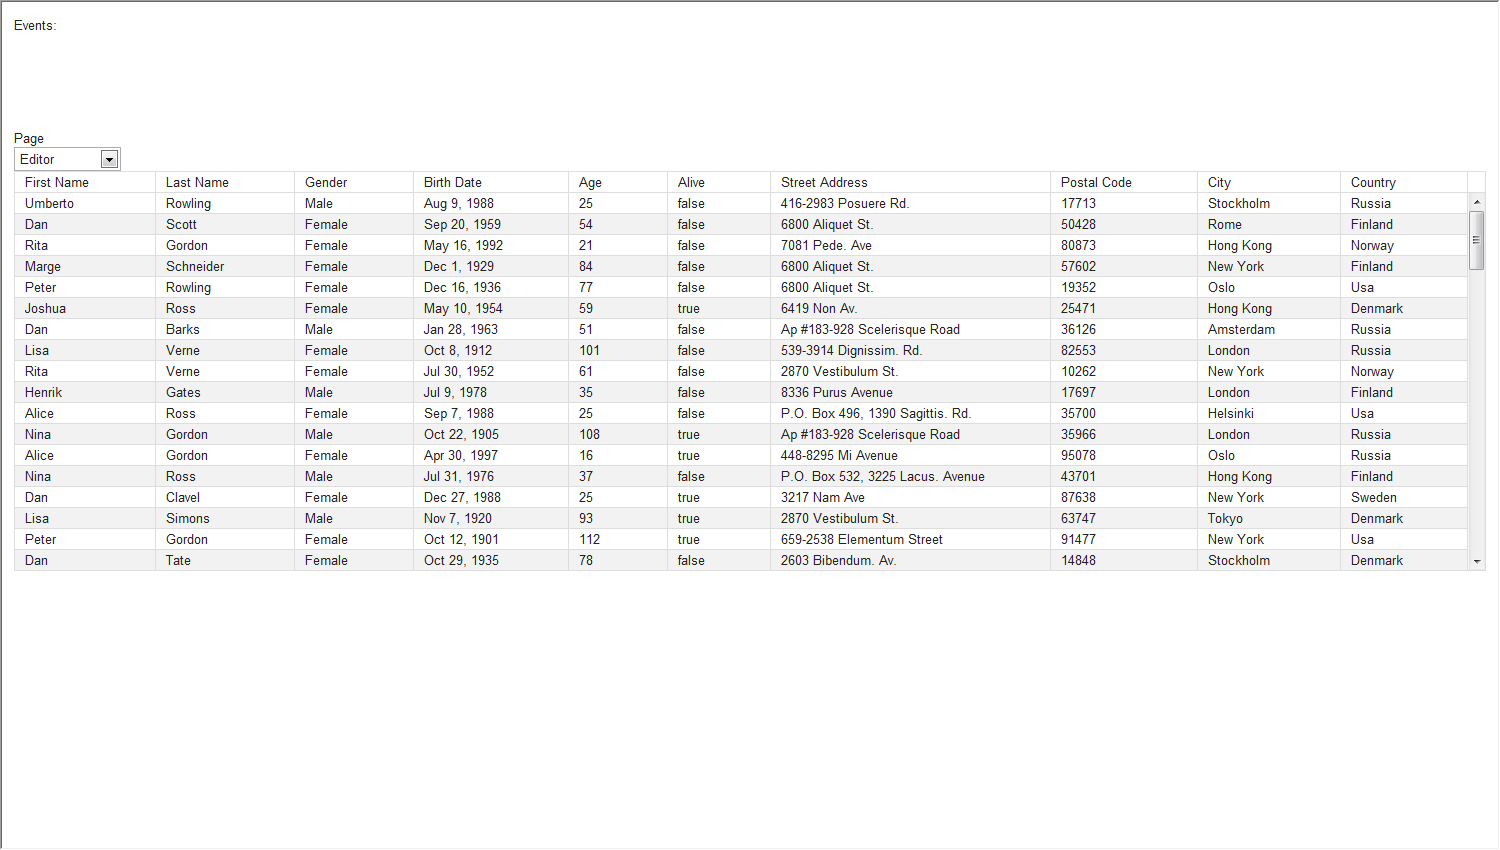 Events:
Page
Editor
First Name Last Name Gender Birth Date Age Alive Street Address Postal Code City Country
Umberto Rowling Male Aug 9, 1988 25 false 416-2983 Posuere Rd. 17713 Stockholm Russia
Dan Scott Female Sep 20, 1959 54 false 6800 Aliquet St. 50428 Rome Finland
Rita Gordon Female May 16, 1992 21 false 7081 Pede. Ave 80873 Hong Kong Norway
Marge Schneider Female Dec 1, 1929 84 false 6800 Aliquet St. 57602 New York Finland
Peter Rowling Female Dec 16, 1936 77 false 6800 Aliquet St. 19352 Oslo Usa
Joshua Ross Female May 10, 1954 59 true 6419 Non Av. 25471 Hong Kong Denmark
Dan Barks Male Jan 28, 1963 51 false Ap #183-928 Scelerisque Road 36126 Amsterdam Russia
Lisa Verne Female Oct 8, 1912 101 false 539-3914 Dignissim. Rd. 82553 London Russia
Rita Verne Female Jul 30, 1952 61 false 2870 Vestibulum St. 10262 New York Norway
Henrik Gates Male Jul 9, 1978 35 false 8336 Purus Avenue 17697 London Finland
Alice Ross Female Sep 7, 1988 25 false P.O. Box 496, 1390 Sagittis. Rd. 35700 Helsinki Usa
Nina Gordon Male Oct 22, 1905 108 true Ap #183-928 Scelerisque Road 35966 London Russia
Alice Gordon Female Apr 30, 1997 16 true 448-8295 Mi Avenue 95078 Oslo Russia
Nina Ross Male Jul 31, 1976 37 false P.O. Box 532, 3225 Lacus. Avenue 43701 Hong Kong Finland
Dan Clavel Female Dec 27, 1988 25 true 3217 Nam Ave 87638 New York Sweden
Lisa Simons Male Nov 7, 1920 93 true 2870 Vestibulum St. 63747 Tokyo Denmark
Peter Gordon Female Oct 12, 1901 112 true 659-2538 Elementum Street 91477 New York Usa
Dan Tate Female Oct 29, 1935 78 false 2603 Bibendum. Av. 14848 Stockholm Denmark